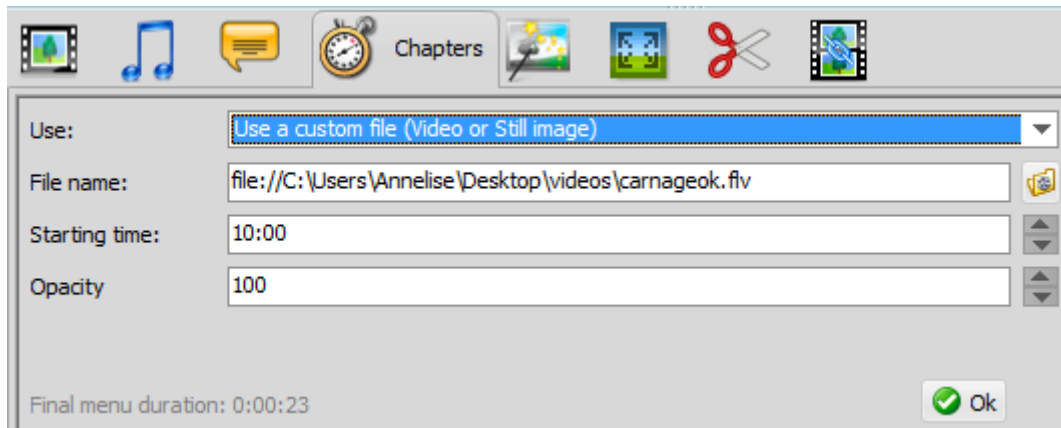 Chapters
Use: Use a custom file (Video or Still image)
File name: file://C:\Users\Annelise\Desktop\videos\carnageok.flv
Starting time: 10:00
Opacity 100
Final menu duration: 0:00:23 Ok